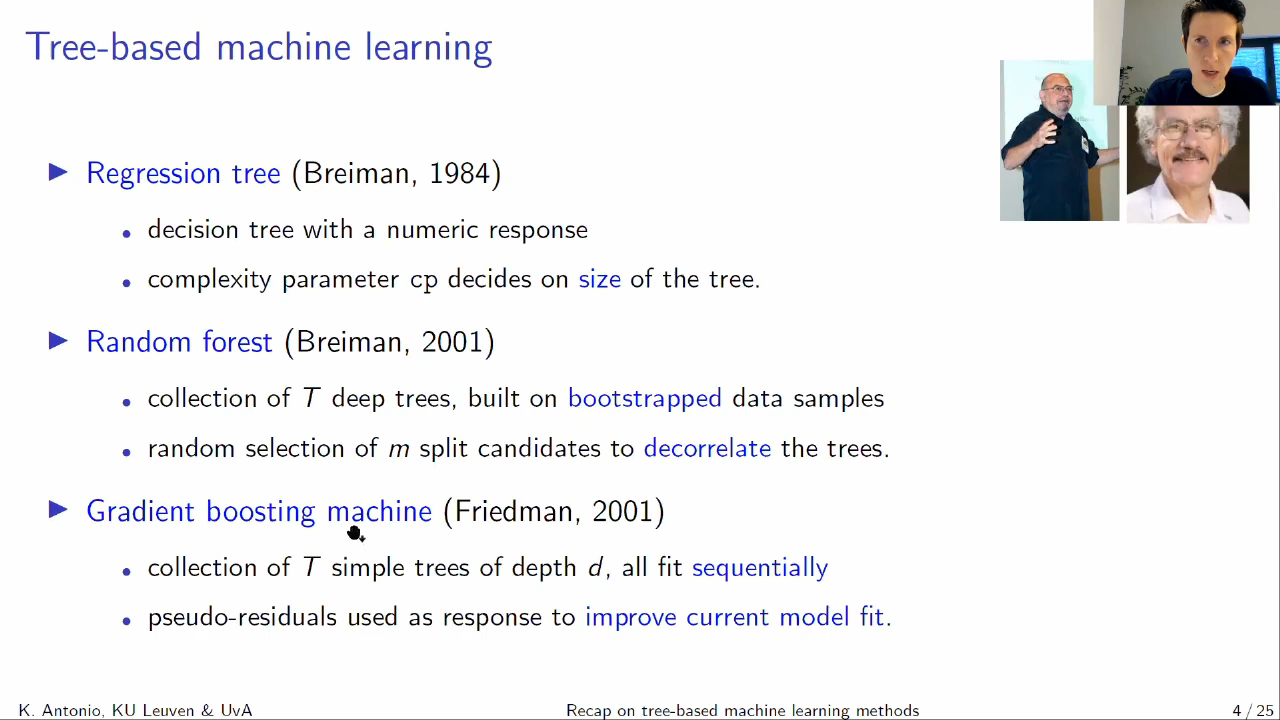 Tree-based machine learning
Regression tree (Breiman, 1984)
decision tree with a numeric response
complexity parameter cp decides on size of the tree.
Random forest (Breiman, 2001)
collection of T deep trees, built on bootstrapped data samples
random selection of m split candidates to decorrelate the trees.
Gradient boosting machine (Friedman, 2001)
collection of T simple trees of depth d, all fit sequentially
pseudo-residuals used as response to improve current model fit.
K. Antonio, KU Leuven & UvA
Recap on tree-based machine learning methods
4 / 25